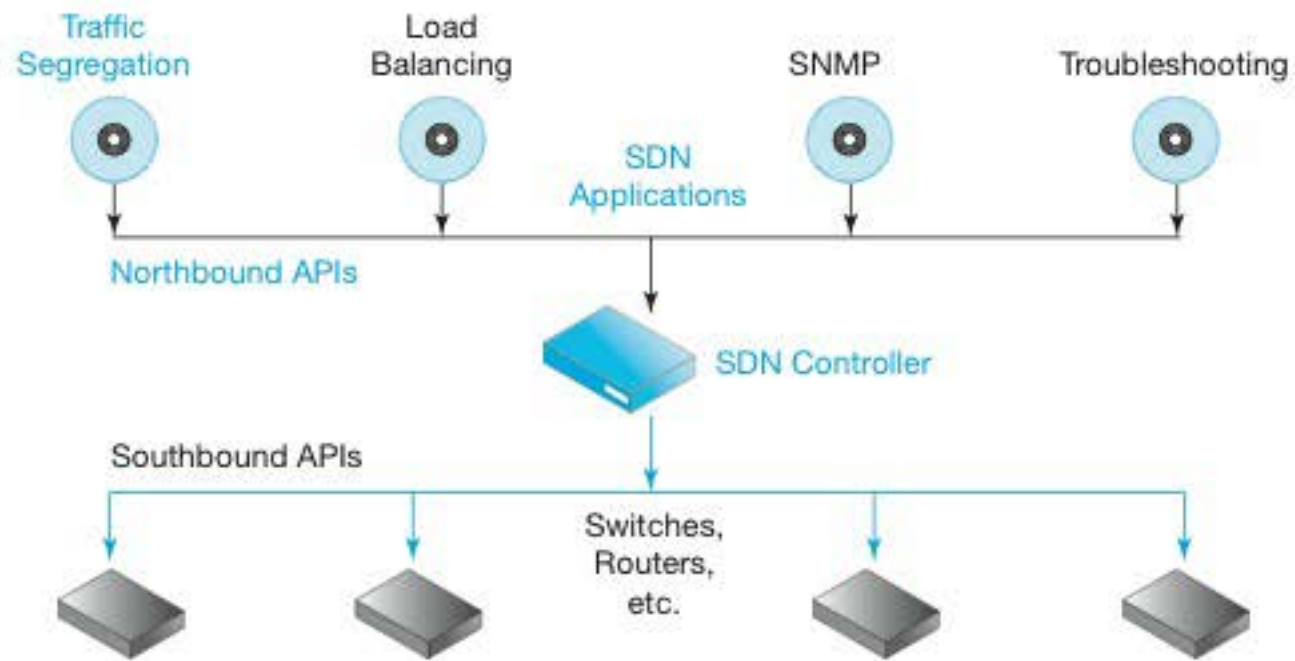 Traffic
Segregation
Load
Balancing
SNMP
Troubleshooting
SDN
Applications
Northbound APIs
SDN Controller
Southbound APIs
Switches,
Routers,
etc.